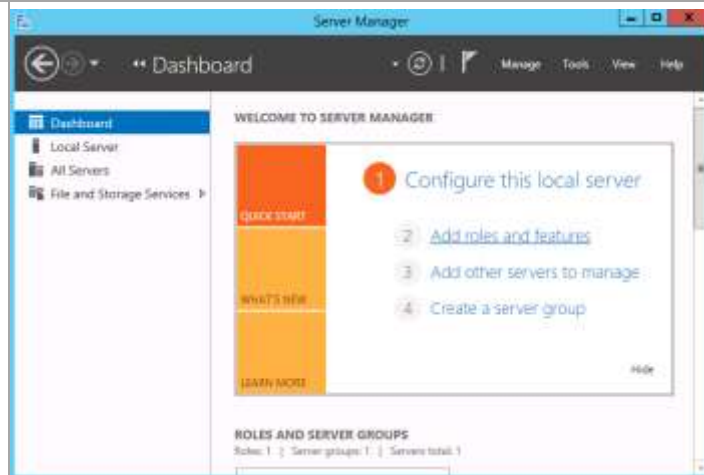 Server Manager
Dashboard
Manage Tools View Help
Dashboard
Local Server
All Servers
File and Storage Services
WELCOME TO SERVER MANAGER
QUICK START
WHAT'S NEW
LEARN MORE
1 Configure this local server
2 Add roles and features
3 Add other servers to manage
4 Create a server group
Hide
ROLES AND SERVER GROUPS
Roles: 1 | Server groups: 1 | Servers total: 1